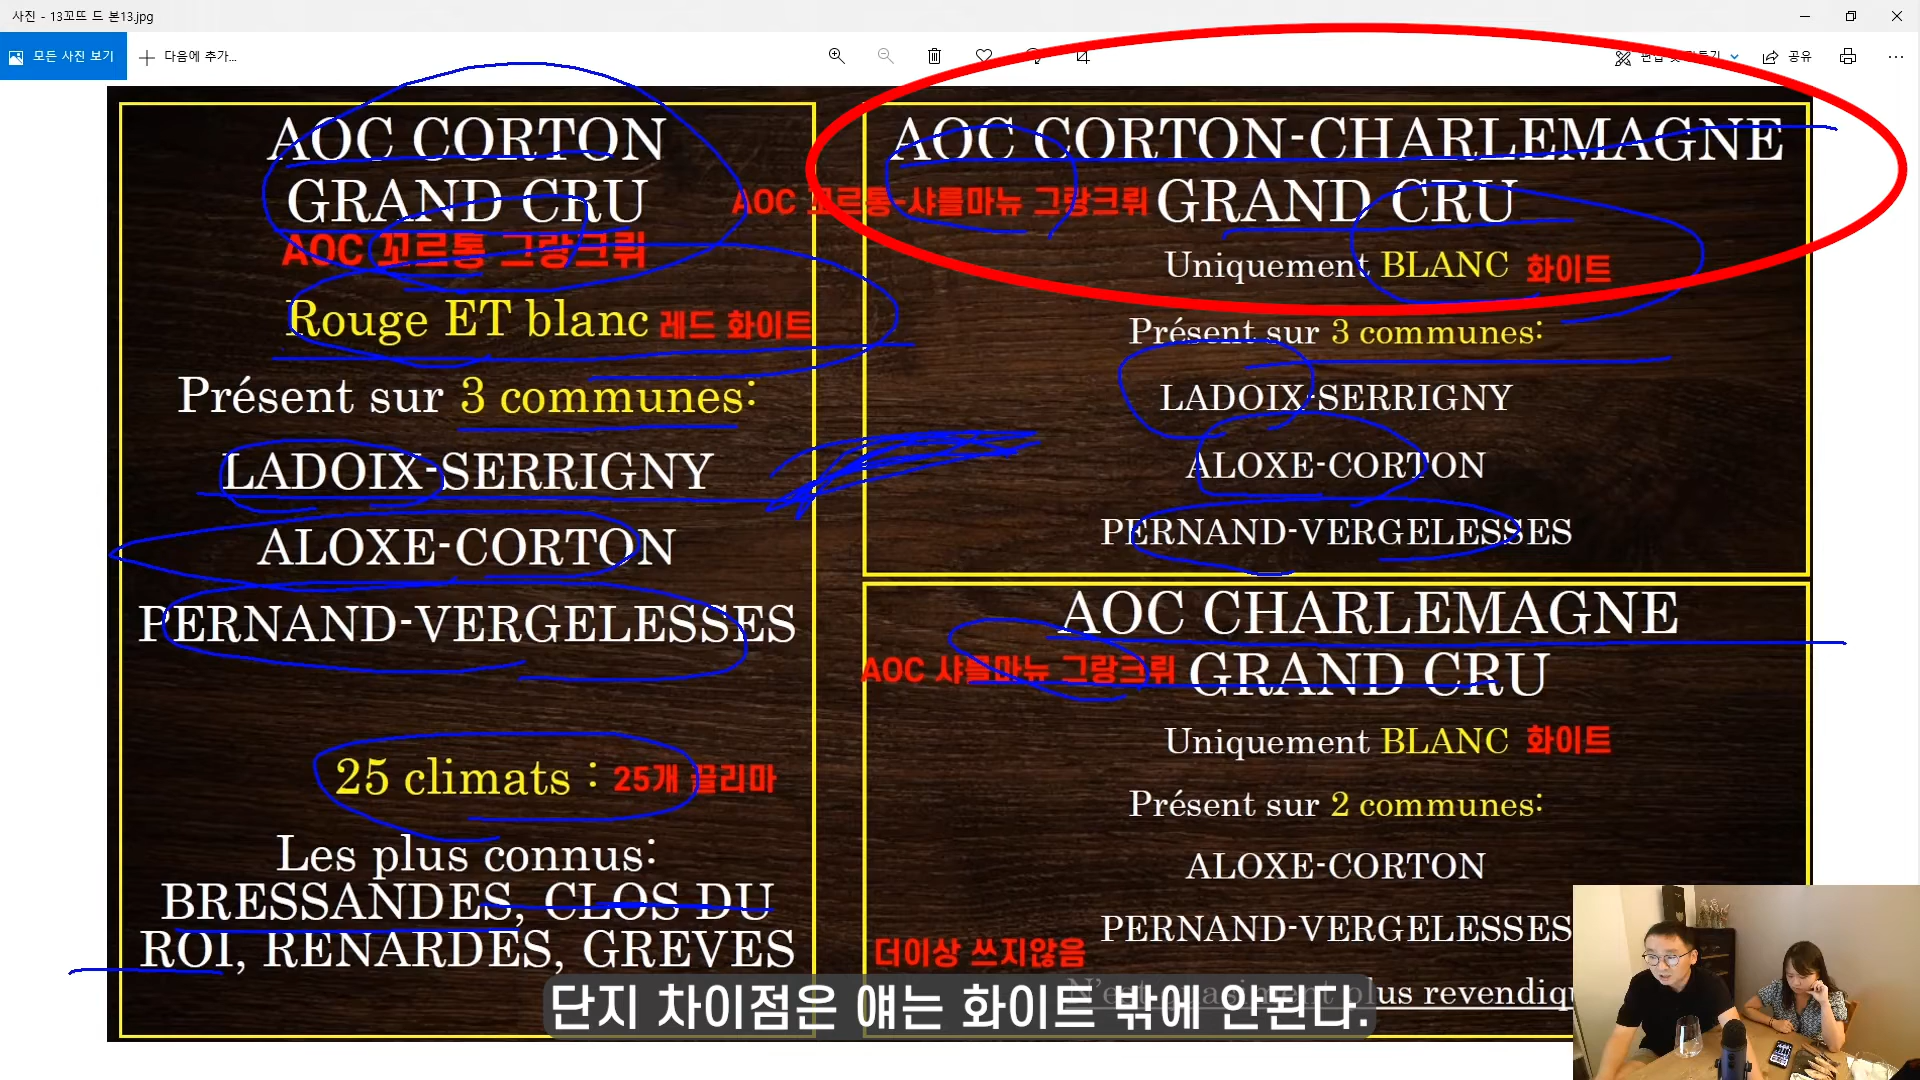 사진 - 13꼬뜨 드 본13.jpg
모든 사진 보기
다음에 추가...
공유
AOC CORTON
GRAND CRU
AOC 꼬르통 그랑크뤼
Rouge ET blanc 레드 화이트
Présent sur 3 communes:
LADOIX-SERRIGNY
ALOXE-CORTON
PERNAND-VERGELESSES
25 climats : 25개 끌리마
Les plus connus:
BRESSANDES, CLOS DU
ROI, RENARDES, GREVES
AOC CORTON-CHARLEMAGNE
AOC 꼬르통-샤를마뉴 그랑크뤼 GRAND CRU
Uniquement BLANC 화이트
Présent sur 3 communes:
LADOIX-SERRIGNY
ALOXE-CORTON
PERNAND-VERGELESSES
AOC CHARLEMAGNE
AOC 샤를마뉴 그랑크뤼 GRAND CRU
Uniquement BLANC 화이트
Présent sur 2 communes:
ALOXE-CORTON
PERNAND-VERGELESSES
더이상 쓰지않음
단지 차이점은 얘는 화이트 밖에 안된다.